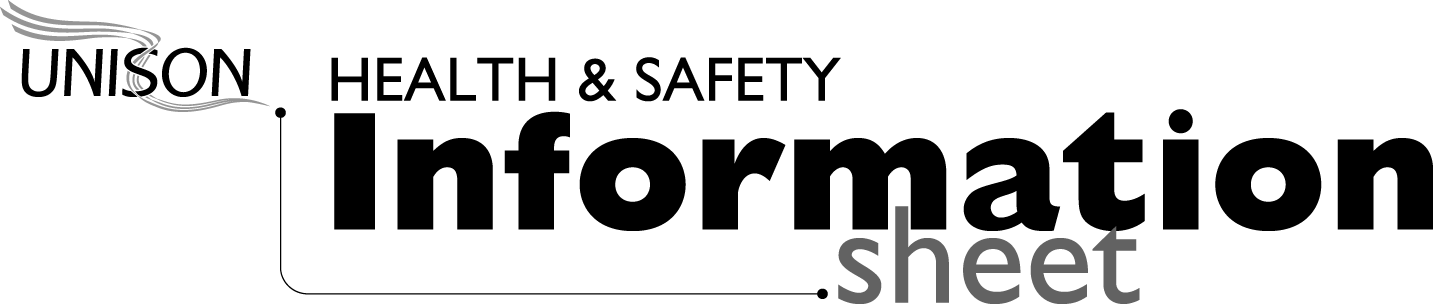 UNISON
HEALTH & SAFETY
Information
sheet